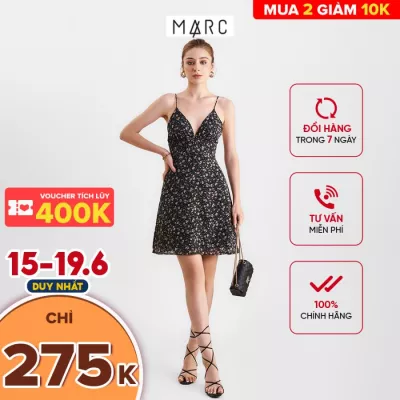 MARC
MUA 2 GIẢM 10K
ĐỔI HÀNG
TRONG 7 NGÀY
VOUCHER TÍCH LŨY
400K
TƯ VẤN
MIỄN PHÍ
15-19.6
DUY NHẤT
100%
CHÍNH HÃNG
CHỈ
275K